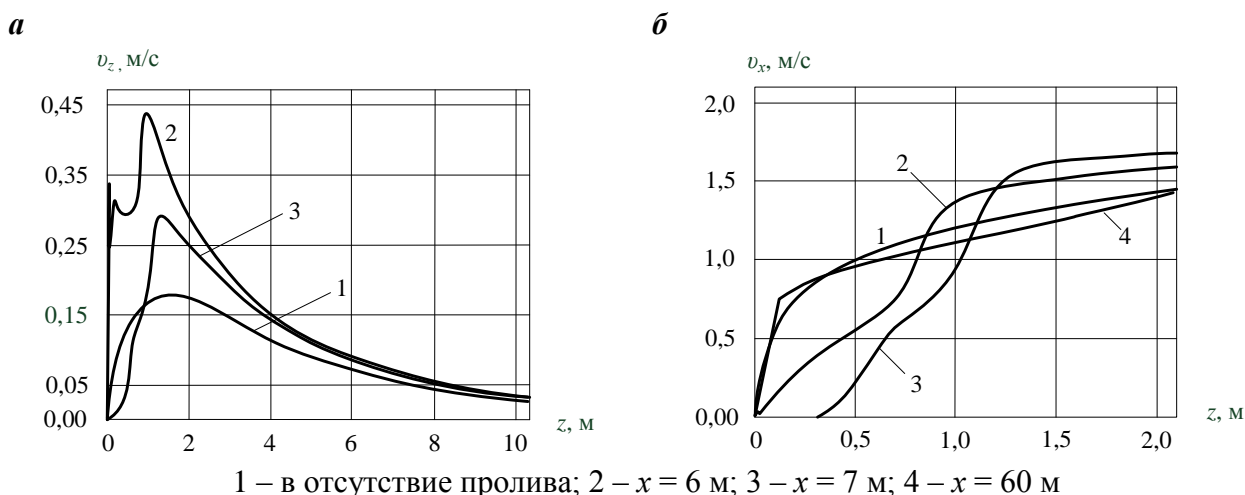 а
б
υz , м/с
υx, м/с
0,45
0,35
0,25
0,15
0,05
0,00
2
3
1
0 2 4 6 8 10
z, м
2,0
1,5
1,0
0,5
0,00
2
1
4
3
0 0,5 1,0 1,5 2,0
z, м
1 – в отсутствие пролива; 2 – x = 6 м; 3 – x = 7 м; 4 – x = 60 м